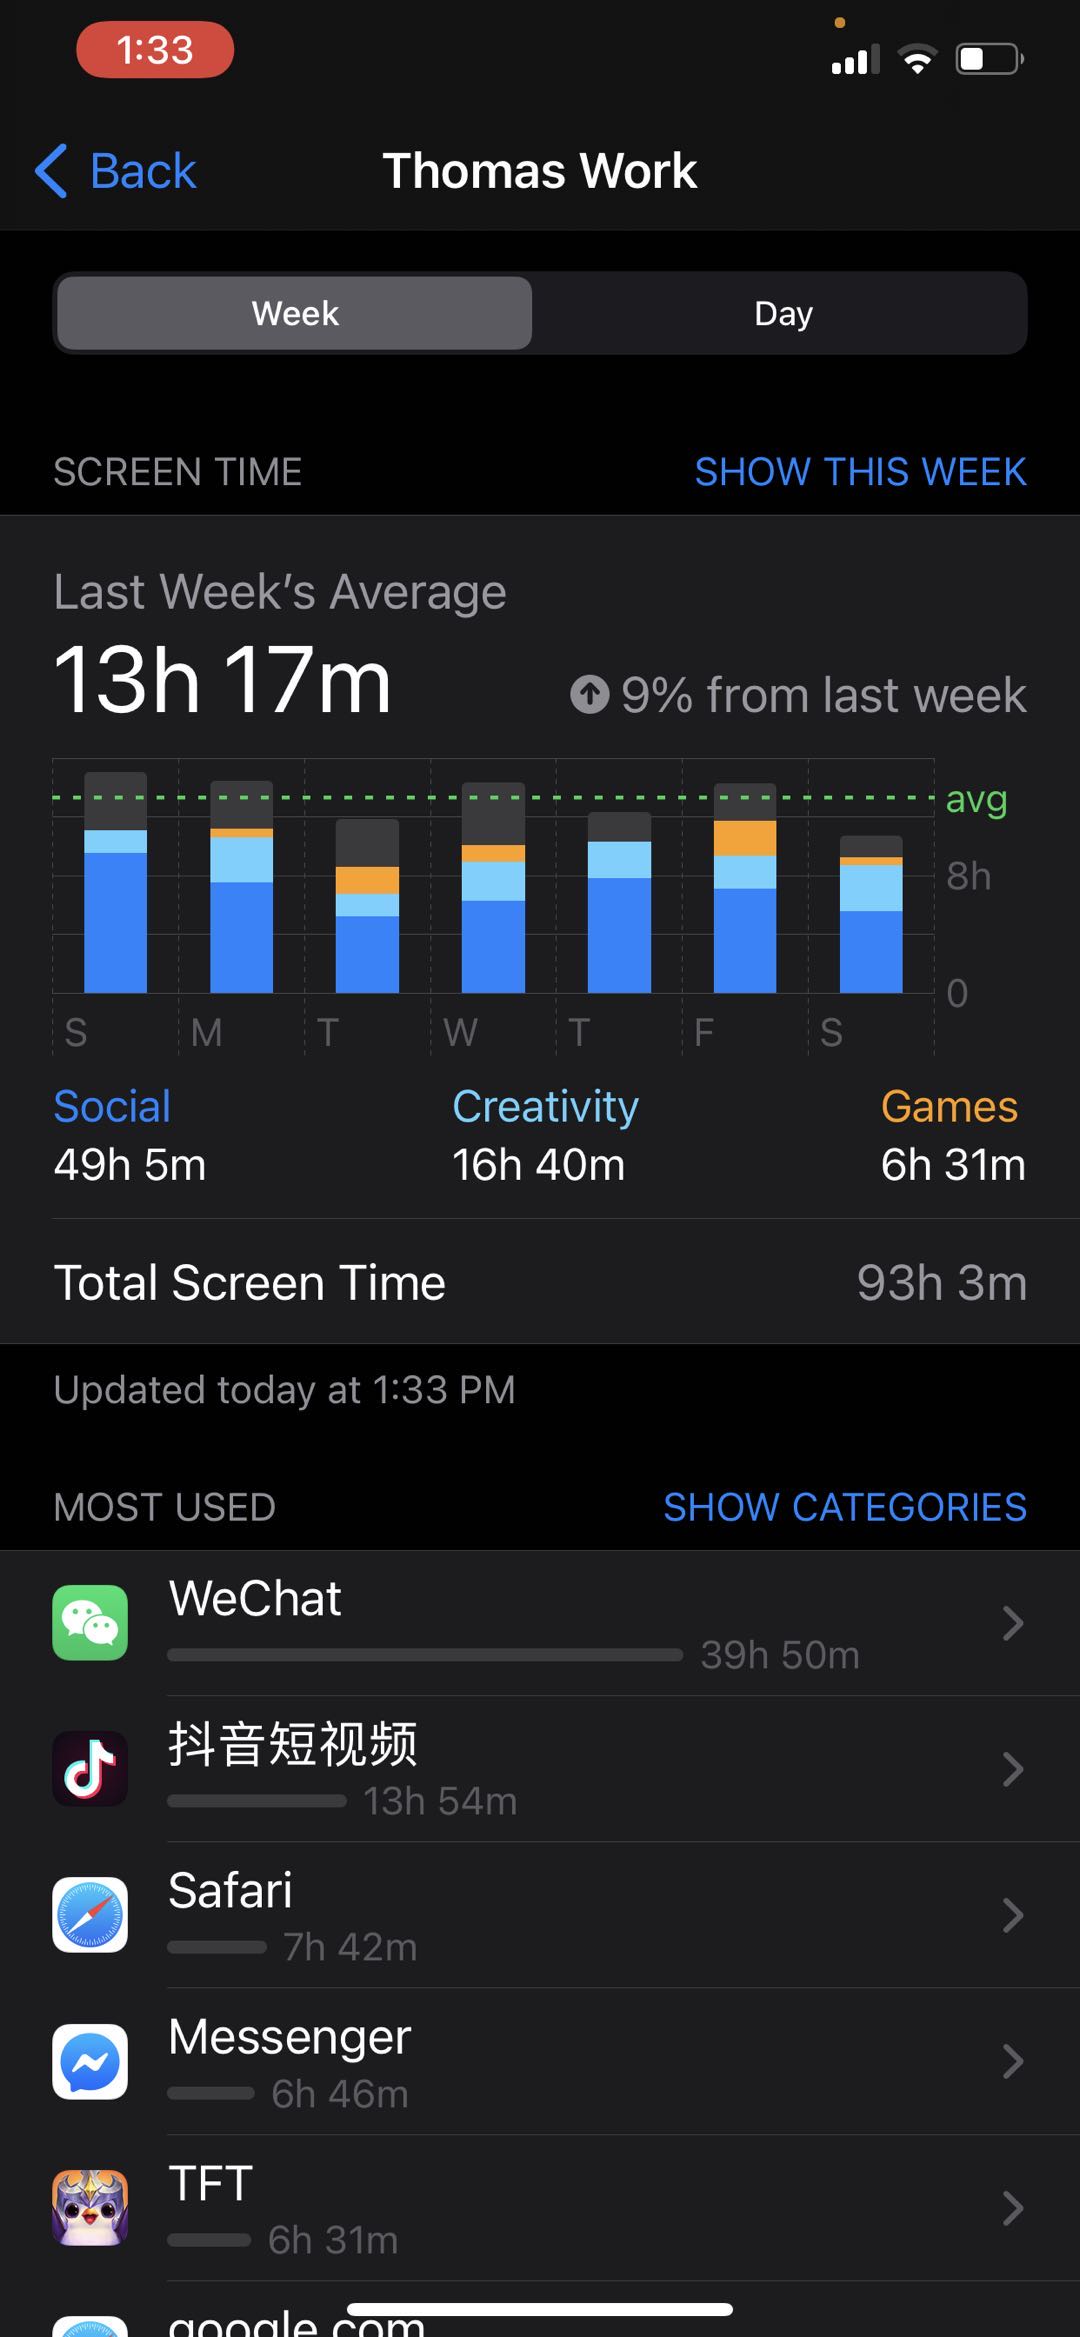 1:33
Back
Thomas Work
Week
Day
SCREEN TIME
SHOW THIS WEEK
Last Week's Average
13h 17m
9% from last week
avg
8h
0
S M T W T F S
Social Creativity Games
49h 5m 16h 40m 6h 31m
Total Screen Time 93h 3m
Updated today at 1:33 PM
MOST USED
SHOW CATEGORIES
WeChat
39h 50m
抖音短视频
13h 54m
Safari
7h 42m
Messenger
6h 46m
TFT
6h 31m
google.com